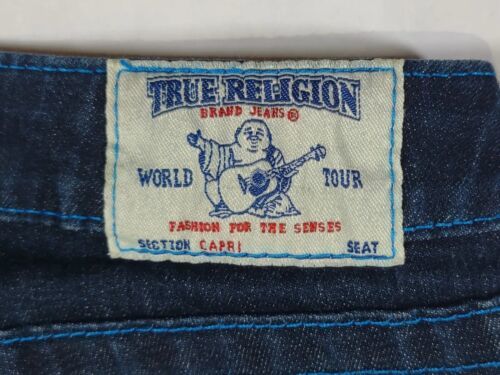 TRUE RELIGION
BRAND JEANS®
WORLD TOUR
FASHION FOR THE SENSES
SECTION CAPRI SEAT